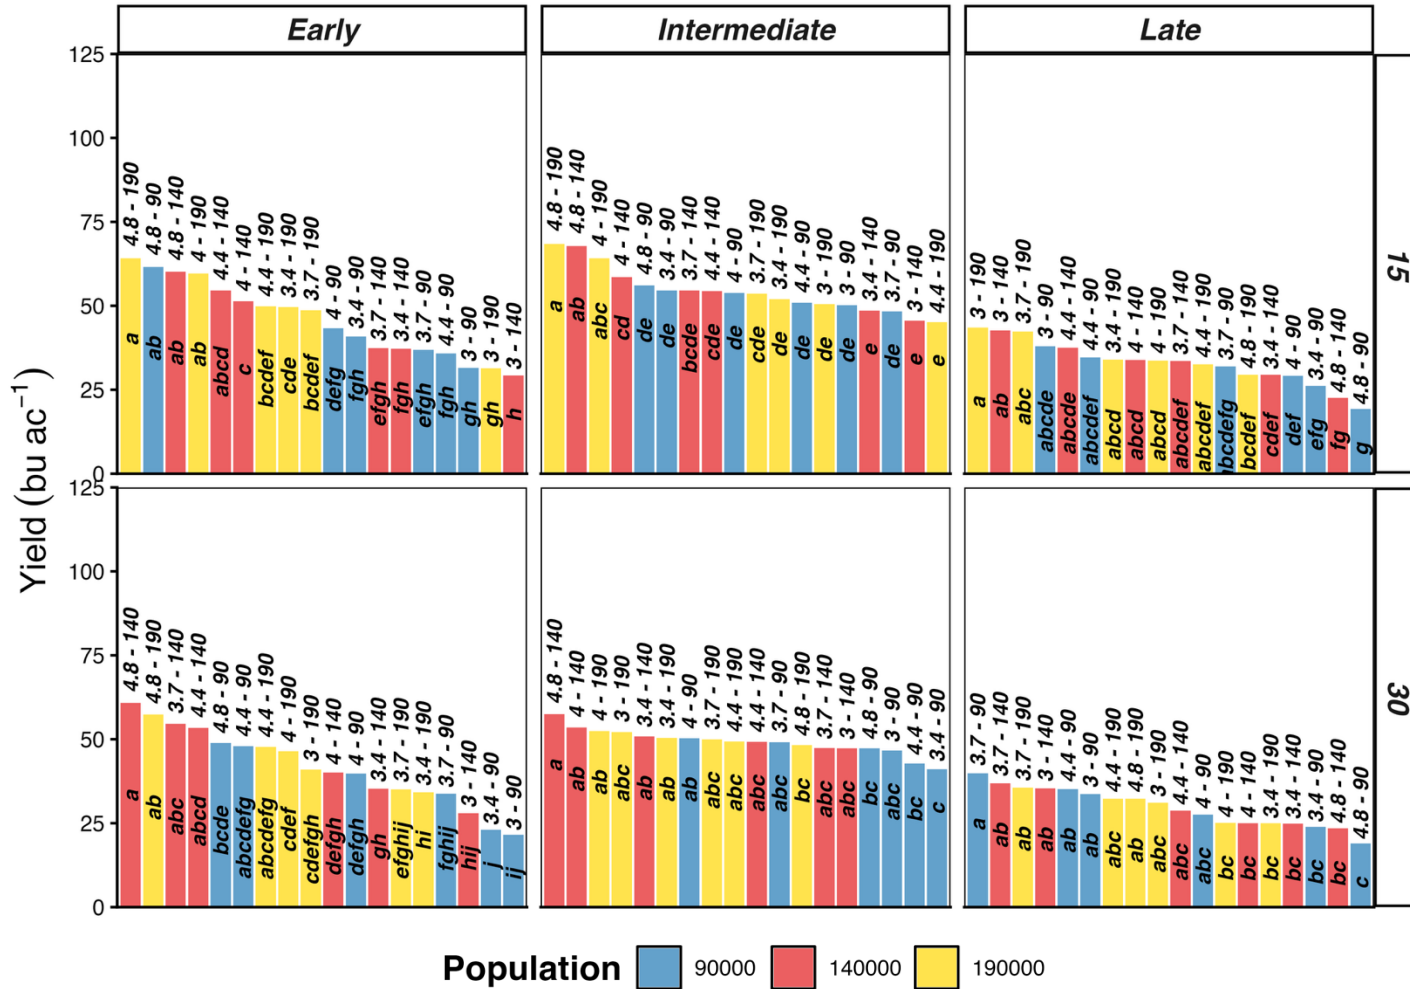 Early
Intermediate
Late
Yield (bu ac⁻¹)
125
100
75
50
25
0
4.8 - 190
4.8 - 90
4.8 - 140
4 - 190
4.4 - 140
4 - 140
4.4 - 190
3.4 - 190
3.7 - 190
4 - 90
3.4 - 90
3.7 - 140
3.4 - 140
3.7 - 90
4.4 - 90
3 - 90
3 - 190
3 - 140
a
ab
ab
ab
abcd
c
bcdef
cde
bcdef
defg
fgh
efgh
fgh
efgh
fgh
gh
gh
h
4.8 - 190
4.8 - 140
4 - 190
4 - 140
4.8 - 90
3.4 - 90
3.7 - 140
4.4 - 140
4 - 90
3.7 - 190
3.4 - 190
4.4 - 90
3 - 190
3 - 90
3.4 - 140
3.7 - 90
3 - 140
4.4 - 190
a
ab
abc
cd
de
de
bcde
cde
de
cde
de
de
de
de
e
de
e
e
3 - 190
3 - 140
3.7 - 190
3 - 90
4.4 - 140
4.4 - 90
3.4 - 190
4 - 140
4 - 190
3.7 - 140
4.4 - 190
3.7 - 90
4.8 - 190
3.4 - 140
4 - 90
3.4 - 90
4.8 - 140
4.8 - 90
a
ab
abc
abcde
abcde
abcdef
abcd
abcd
abcd
abcdef
abcdef
bcdefg
bcdef
cdef
def
efg
fg
g
15
125
100
75
50
25
0
4.8 - 140
4.8 - 190
3.7 - 140
4.4 - 140
4.8 - 90
4.4 - 90
4.4 - 190
4 - 190
3 - 190
4 - 140
4 - 90
3.4 - 140
3.7 - 190
3.4 - 190
3.7 - 90
3 - 140
3.4 - 90
3 - 90
a
ab
abc
abcd
bcde
abcdefg
abcdefg
cdef
cdefgh
defgh
defgh
gh
efghij
hi
fghij
hij
j
ij
4.8 - 140
4 - 140
4 - 190
3 - 190
3.4 - 140
3.4 - 190
4 - 90
3.7 - 190
4.4 - 190
4.4 - 140
3.7 - 90
4.8 - 190
3.7 - 140
3 - 140
4.8 - 90
3 - 90
4.4 - 90
3.4 - 90
a
ab
ab
abc
ab
ab
ab
abc
abc
abc
abc
bc
abc
abc
bc
abc
bc
c
3.7 - 90
3.7 - 140
3.7 - 190
3 - 140
4.4 - 90
3 - 90
4.4 - 190
4.8 - 190
3 - 190
4.4 - 140
4 - 90
4 - 190
4 - 140
3.4 - 190
3.4 - 140
3.4 - 90
4.8 - 140
4.8 - 90
a
ab
ab
ab
ab
ab
abc
ab
abc
abc
abc
bc
bc
bc
bc
bc
bc
c
30
Population
90000
140000
190000